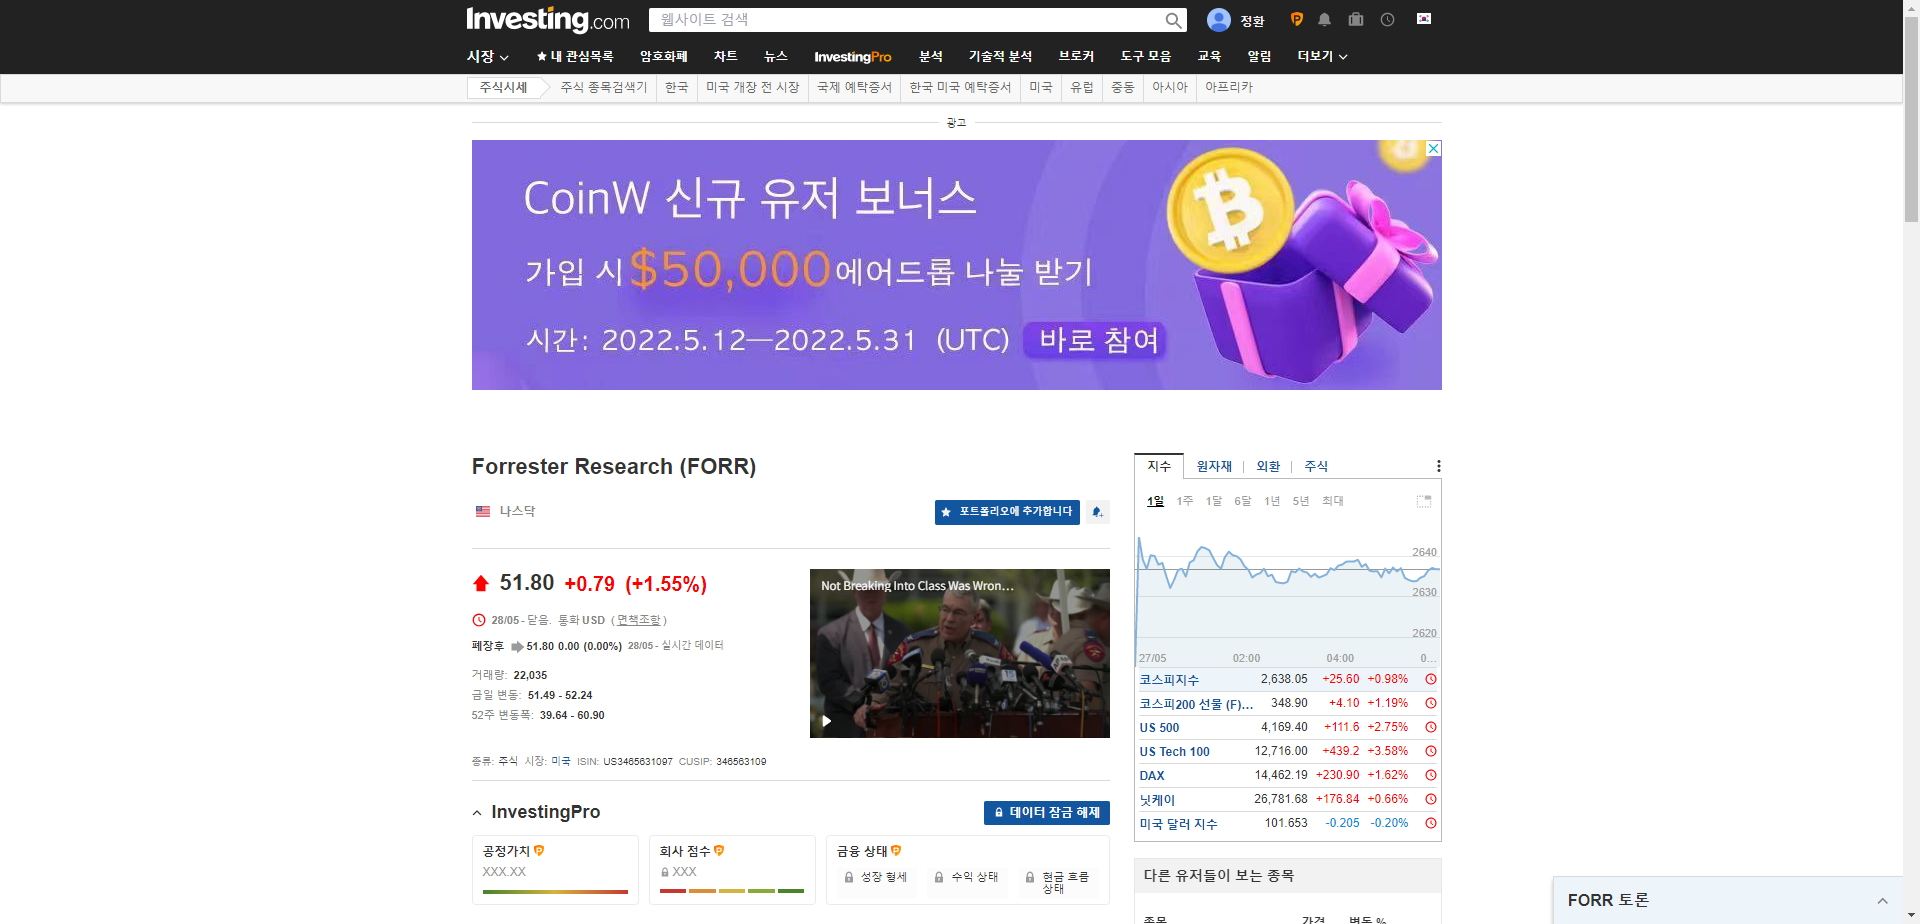 Investing.com
웹사이트 검색
정환
시장
★ 내 관심목록
암호화폐
차트
뉴스
InvestingPro
분석
기술적 분석
브로커
도구 모음
교육
알림
더보기
주식시세
주식 종목검색기
한국
미국 개장 전 시장
국제 예탁증서
한국 미국 예탁증서
미국
유럽
중동
아시아
아프리카
광고
CoinW 신규 유저 보너스
가입 시 $50,000 에어드롭 나눌 받기
시간: 2022.5.12—2022.5.31 (UTC) 바로 참여
Forrester Research (FORR)
나스닥
★ 포트폴리오에 추가합니다
51.80 +0.79 (+1.55%)
28/05 - 닫음. 통화 USD ( 면책조항 )
폐장후 51.80 0.00 (0.00%) 28/05 - 실시간 데이터
거래량: 22,035
금일 변동: 51.49 - 52.24
52주 변동폭: 39.64 - 60.90
Not Breaking Into Class Was Wron...
종류: 주식 시장: 미국 ISIN: US3465631097 CUSIP: 346563109
InvestingPro
데이터 잠금 해제
공정가치
XXX.XX
회사 점수
XXX
금융 상태
성장 형세
수익 상태
현금 흐름
상태
지수
원자재
외환
주식
1일 1주 1달 6달 1년 5년 최대
2640
2630
2620
27/05 02:00 04:00 0...
코스피지수 2,638.05 +25.60 +0.98%
코스피200 선물 (F)... 348.90 +4.10 +1.19%
US 500 4,169.40 +111.6 +2.75%
US Tech 100 12,716.00 +439.2 +3.58%
DAX 14,462.19 +230.90 +1.62%
닛케이 26,781.68 +176.84 +0.66%
미국 달러 지수 101.653 -0.205 -0.20%
다른 유저들이 보는 종목
종목 가격 변동 %
FORR 토론